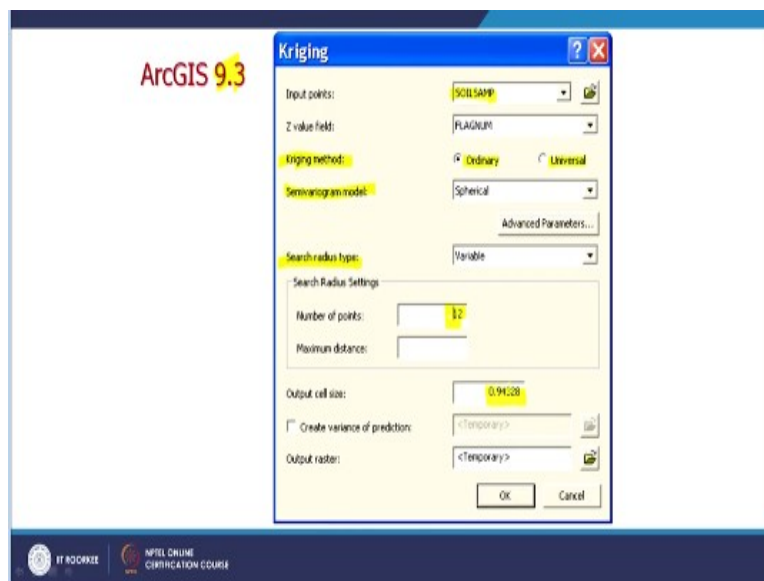 ArcGIS 9.3
Kriging
Input points: SOILSAMP
Z value field: FLAGNUM
Kriging method: Ordinary Universal
Semivariogram model: Spherical
Advanced Parameters...
Search radius type: Variable
Search Radius Settings
Number of points: 12
Maximum distance:
Output cell size: 0.94328
Create variance of prediction: <Temporary>
Output raster: <Temporary>
OK Cancel
IIT ROORKEE NPTEL ONLINE
CERTIFICATION COURSE